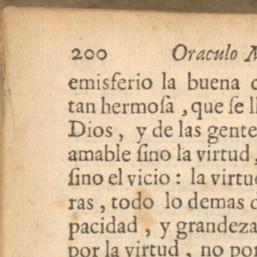 200 Oraculo M
emisferio la buena
tan hermoſa , que ſe ll
Dios , y de las gente
amable ſino la virtud ,
ſino el vicio : la virtu
ras , todo lo demas
pacidad , y grandeza
por la virtud , no por